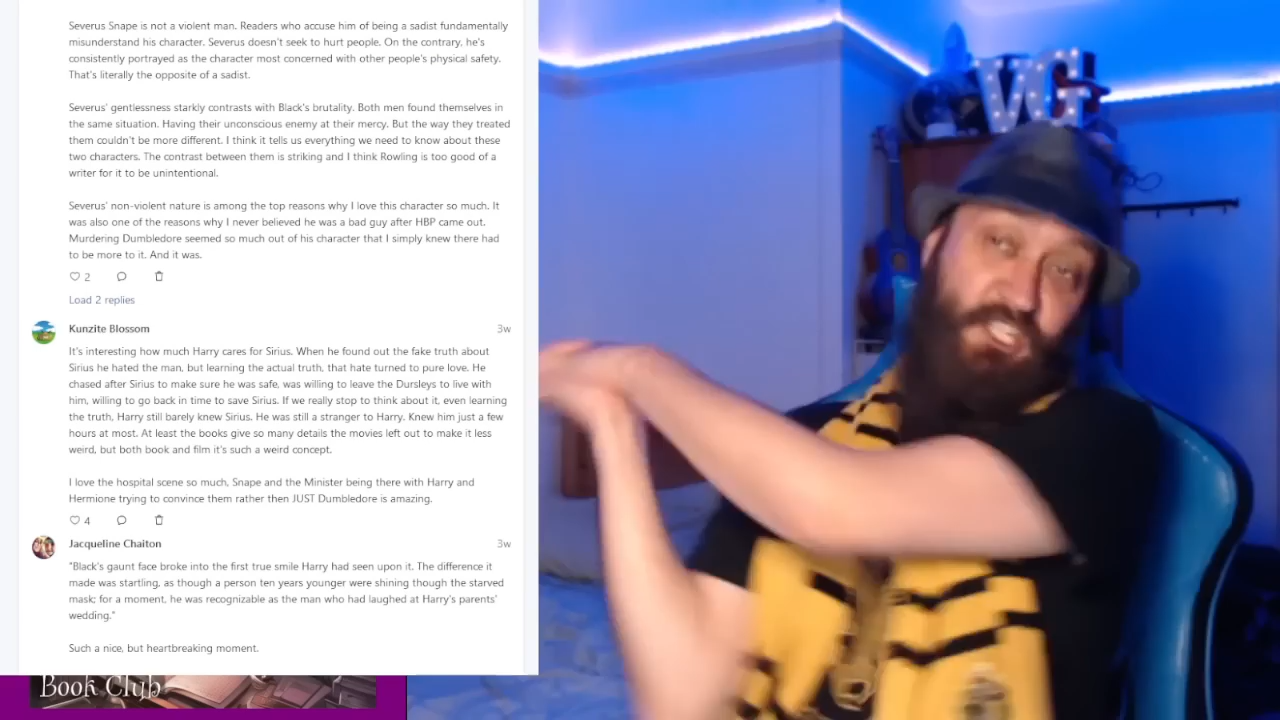 Severus Snape is not a violent man. Readers who accuse him of being a sadist fundamentally
misunderstand his character. Severus doesn't seek to hurt people. On the contrary, he's
consistently portrayed as the character most concerned with other people's physical safety.
That's literally the opposite of a sadist.
Severus' gentlessness starkly contrasts with Black's brutality. Both men found themselves in
the same situation. Having their unconscious enemy at their mercy. But the way they treated
them couldn't be more different. I think it tells us everything we need to know about these
two characters. The contrast between them is striking and I think Rowling is too good of a
writer for it to be unintentional.
Severus' non-violent nature is among the top reasons why I love this character so much. It
was also one of the reasons why I never believed he was a bad guy after HBP came out.
Murdering Dumbledore seemed so much out of his character that I simply knew there had
to be more to it. And it was.
2
Load 2 replies
Kunzite Blossom 3w
It's interesting how much Harry cares for Sirius. When he found out the fake truth about
Sirius he hated the man, but learning the actual truth, that hate turned to pure love. He
chased after Sirius to make sure he was safe, was willing to leave the Dursleys to live with
him, willing to go back in time to save Sirius. If we really stop to think about it, even learning
the truth, Harry still barely knew Sirius. He was still a stranger to Harry. Knew him just a few
hours at most. At least the books give so many details the movies left out to make it less
weird, but both book and film it's such a weird concept.
I love the hospital scene so much, Snape and the Minister being there with Harry and
Hermione trying to convince them rather then JUST Dumbledore is amazing.
4
Jacqueline Chaiton 3w
"Black's gaunt face broke into the first true smile Harry had seen upon it. The difference it
made was startling, as though a person ten years younger were shining though the starved
mask; for a moment, he was recognizable as the man who had laughed at Harry's parents'
wedding."
Such a nice, but heartbreaking moment.
Book Club
VG